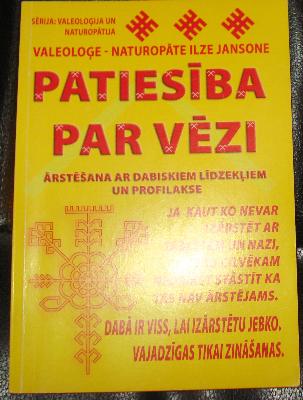 SĒRIJA: VALEOLOĢIJA UN
NATUROPĀTIJA
VALEOLOĢE - NATUROPĀTE ILZE JANSONE
PATIESĪBA
PAR VĒZI
ĀRSTĒŠANA AR DABISKIEM LĪDZEKĻIEM
UN PROFILAKSE
JA KAUT KO NEVAR
IZĀRSTĒT AR
UN NAZI,
CILVĒKAM
STĀSTĪT KA
TAS NAV ĀRSTĒJAMS.
DABĀ IR VISS, LAI IZĀRSTĒTU JEBKO.
VAJADZĪGAS TIKAI ZINĀŠANAS.